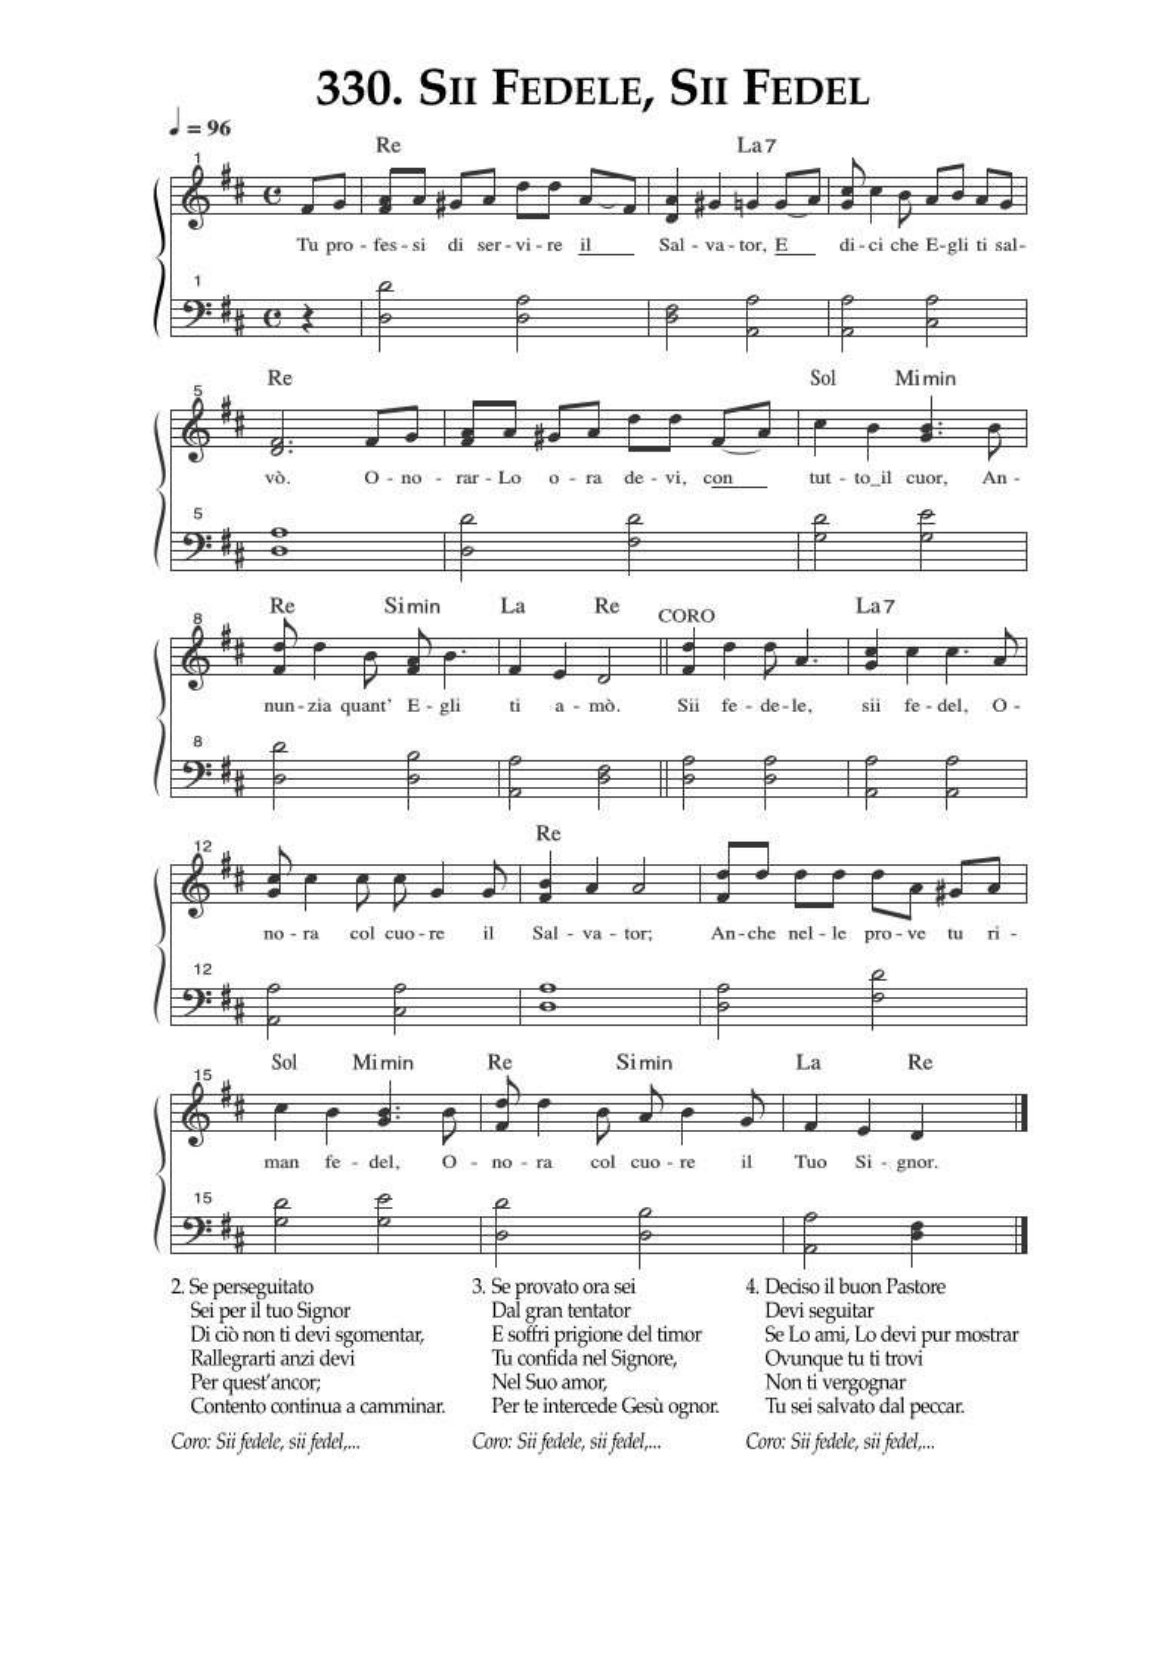 330. Sii Fedele, Sii Fedel
= 96
Re La7
1
Tu pro - fes - si di ser - vi - re il Sal - va - tor, E di - ci che E - gli ti sal -
1
Re Sol Mimin
5
vò. O - no - rar - Lo o - ra de - vi, con tut - to_il cuor, An -
5
Re Simin La Re CORO La7
8
nun - zia quant' E - gli ti a - mò. Sii fe - de - le, sii fe - del, O -
8
Re
12
no - ra col cuo - re il Sal - va - tor; An - che nel - le pro - ve tu ri -
12
Sol Mimin Re Simin La Re
15
man fe - del, O - no - ra col cuo - re il Tuo Si - gnor.
15
2. Se perseguitato
Sei per il tuo Signor
Di ciò non ti devi sgomentar,
Rallegrarti anzi devi
Per quest'ancor;
Contento continua a camminar.
Coro: Sii fedele, sii fedel,...
3. Se provato ora sei
Dal gran tentator
E soffri prigione del timor
Tu confida nel Signore,
Nel Suo amor,
Per te intercede Gesù ognor.
Coro: Sii fedele, sii fedel,...
4. Deciso il buon Pastore
Devi seguitar
Se Lo ami, Lo devi pur mostrar
Ovunque tu ti trovi
Non ti vergognar
Tu sei salvato dal peccar.
Coro: Sii fedele, sii fedel,...